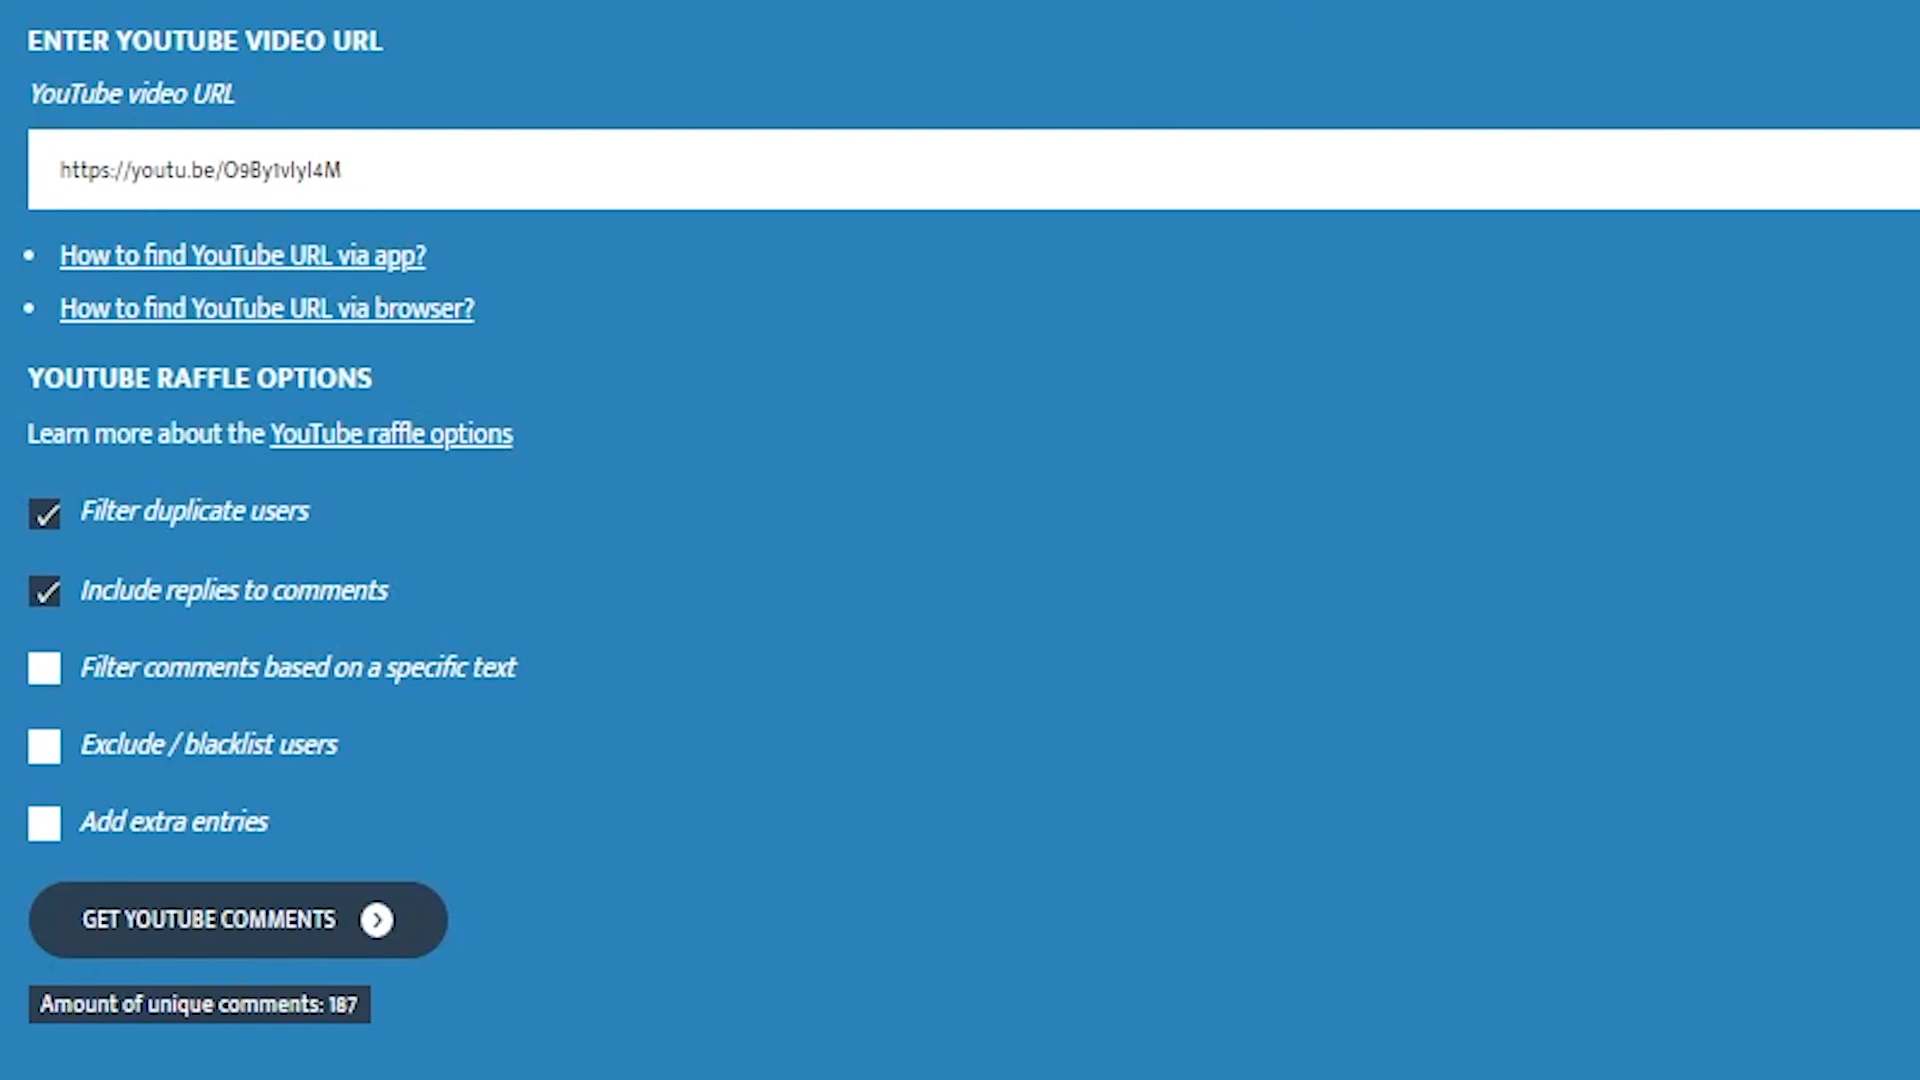 ENTER YOUTUBE VIDEO URL
YouTube video URL
https://youtu.be/O9By1vIyI4M
How to find YouTube URL via app?
How to find YouTube URL via browser?
YOUTUBE RAFFLE OPTIONS
Learn more about the YouTube raffle options
Filter duplicate users
Include replies to comments
Filter comments based on a specific text
Exclude / blacklist users
Add extra entries
GET YOUTUBE COMMENTS
Amount of unique comments: 187